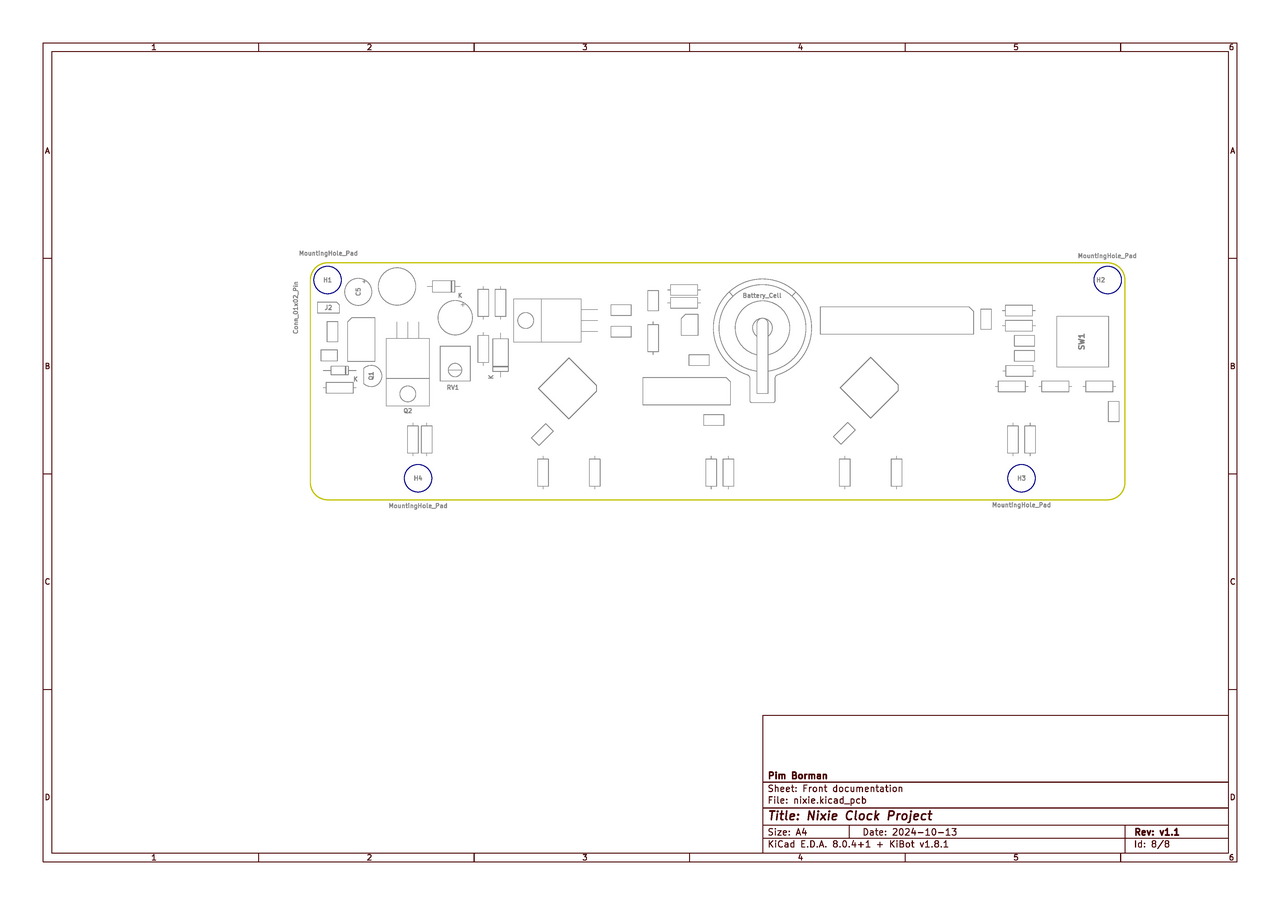 1 2 3 4 5 6
A A
MountingHole_Pad MountingHole_Pad
H1 H2
C5 +
K
Battery_Cell
Conn_01x02_Pin
J2
+
SW1
B B
Q1
K
K
RV1
Q2
H4 H3
MountingHole_Pad MountingHole_Pad
C C
Pim Borman
Sheet: Front documentation
File: nixie.kicad_pcb
D D
Title: Nixie Clock Project
Size: A4 Date: 2024-10-13 Rev: v1.1
KiCad E.D.A. 8.0.4+1 + KiBot v1.8.1 Id: 8/8
1 2 3 4 5 6